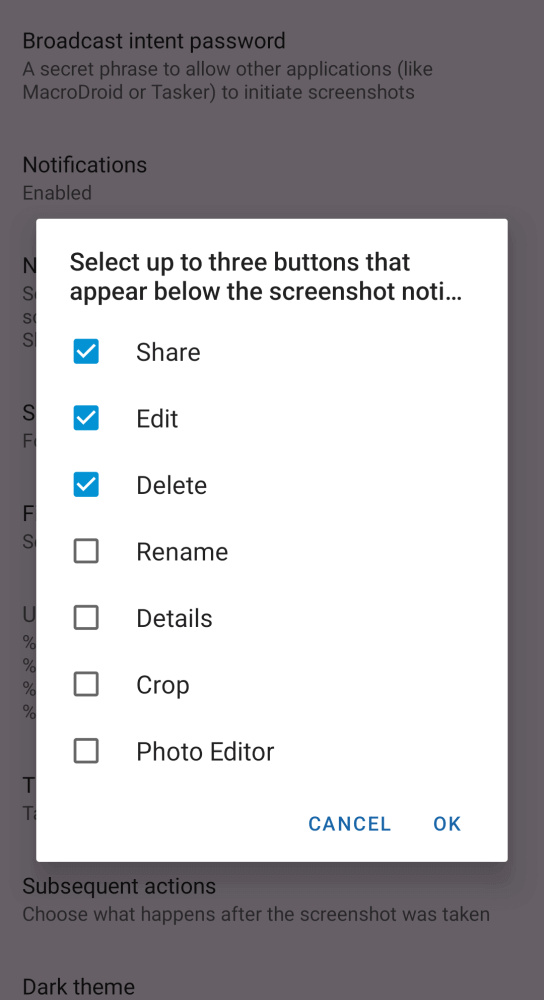 Broadcast intent password
A secret phrase to allow other applications (like
MacroDroid or Tasker) to initiate screenshots
Notifications
Enabled
Select up to three buttons that
appear below the screenshot noti…
Share
Edit
Delete
Rename
Details
Crop
Photo Editor
CANCEL OK
Subsequent actions
Choose what happens after the screenshot was taken
Dark theme